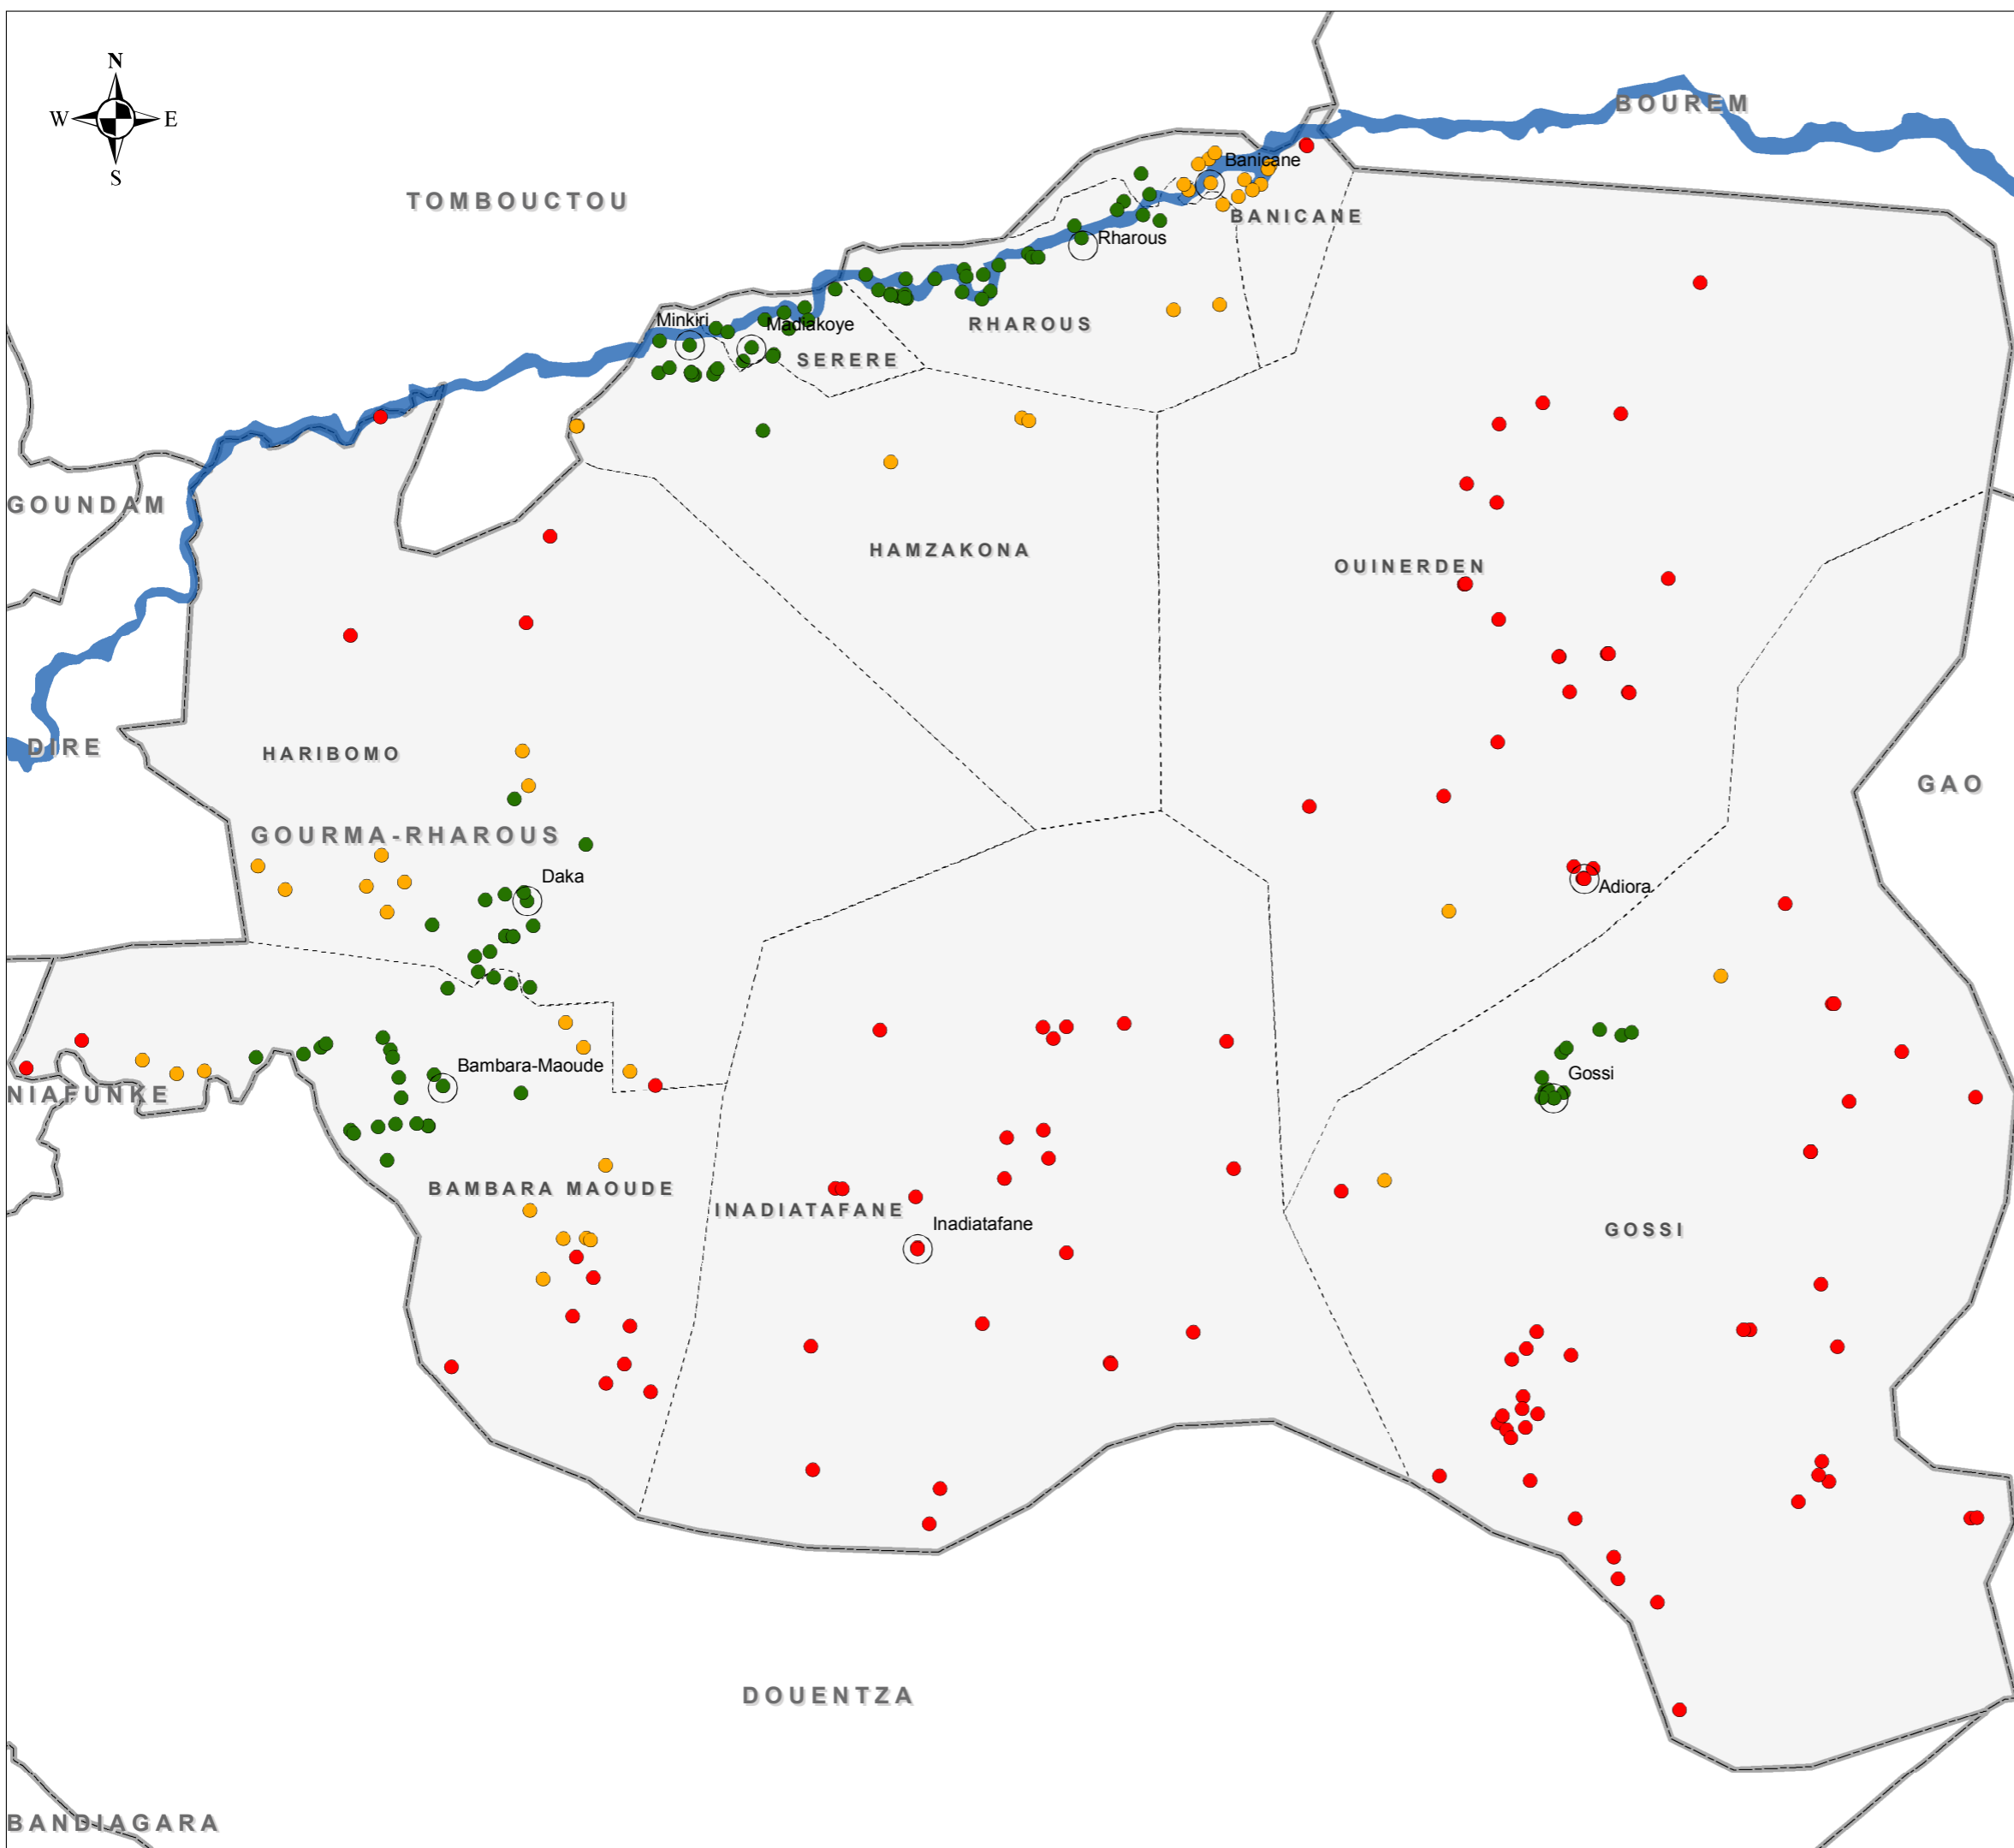 N
W
E
S
BOUREM
TOMBOUCTOU
Banicane
BANICANE
Rharous
RHAROUS
Minkiri
Madiakoye
SERERE
GOUNDAM
HAMZAKONA
OUINERDEN
DIRE
HARIBOMO
GAO
GOURMA-RHAROUS
Daka
Adiora
Bambara-Maoude
Gossi
NIAFUNKE
BAMBARA MAOUDE
INADIATAFANE
Inadiatafane
GOSSI
DOUENTZA
BANDIAGARA